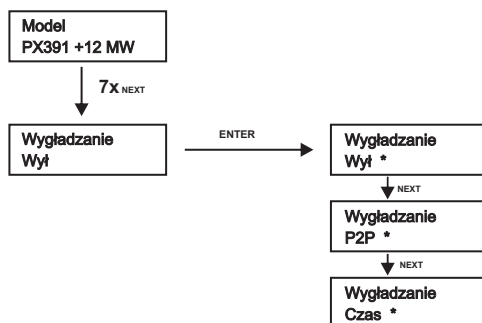 Model
PX391 +12 MW
7x NEXT
Wygładzanie
Wył
ENTER
Wygładzanie
Wył *
NEXT
Wygładzanie
P2P *
NEXT
Wygładzanie
Czas *